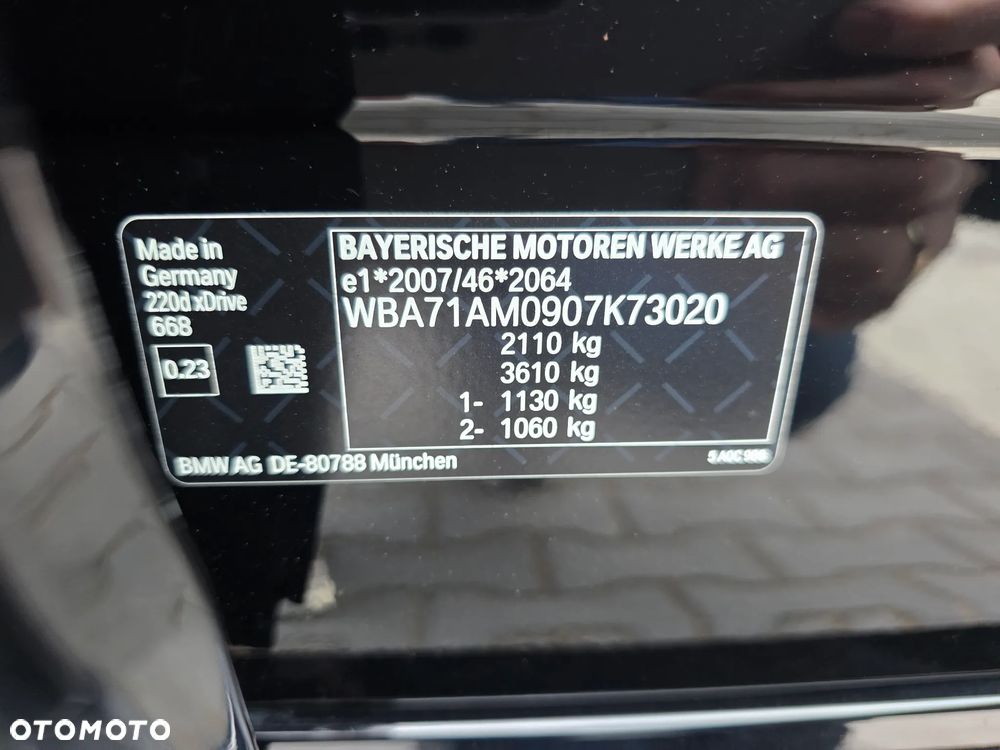 Made in
Germany
220d xDrive
668
0.23
BAYERISCHE MOTOREN WERKE AG
e1*2007/46*2064
WBA71AM0907K73020
2110 kg
3610 kg
1- 1130 kg
2- 1060 kg
BMW AG DE-80788 München
OTOMOTO